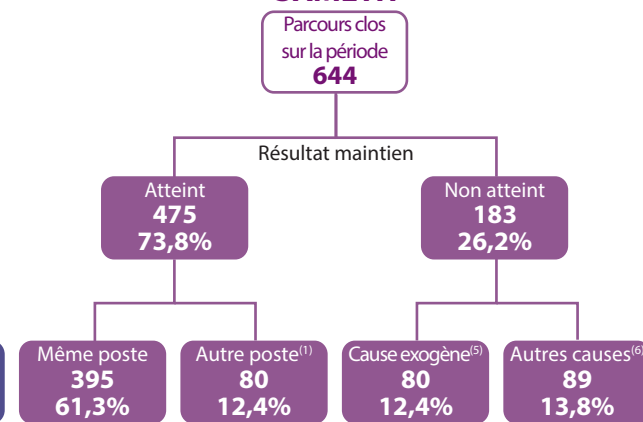 Parcours clos
sur la période
644
Résultat maintien
Atteint
475
73,8%
Non atteint
183
26,2%
Même poste
395
61,3%
Autre poste(1)
80
12,4%
Cause exogène(5)
80
12,4%
Autres causes(6)
89
13,8%